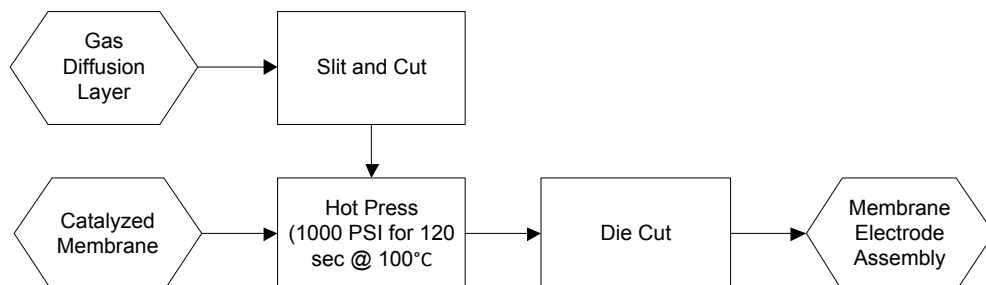 Gas
Diffusion
Layer
Slit and Cut
Catalyzed
Membrane
Hot Press
(1000 PSI for 120
sec @ 100°C
Die Cut
Membrane
Electrode
Assembly